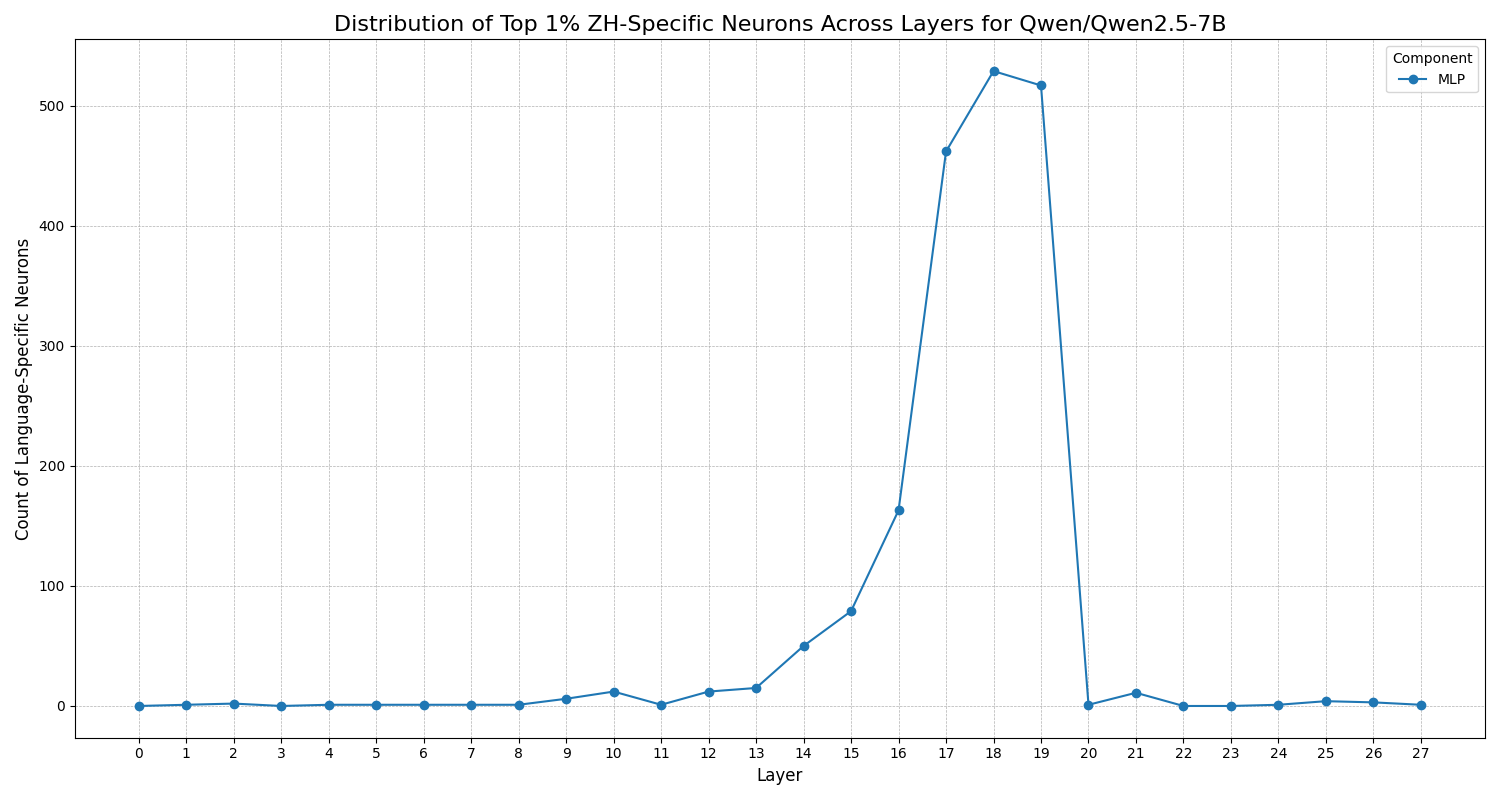 Distribution of Top 1% ZH-Specific Neurons Across Layers for Qwen/Qwen2.5-7B
Component
MLP
Count of Language-Specific Neurons
500
400
300
200
100
0
0 1 2 3 4 5 6 7 8 9 10 11 12 13 14 15 16 17 18 19 20 21 22 23 24 25 26 27
Layer